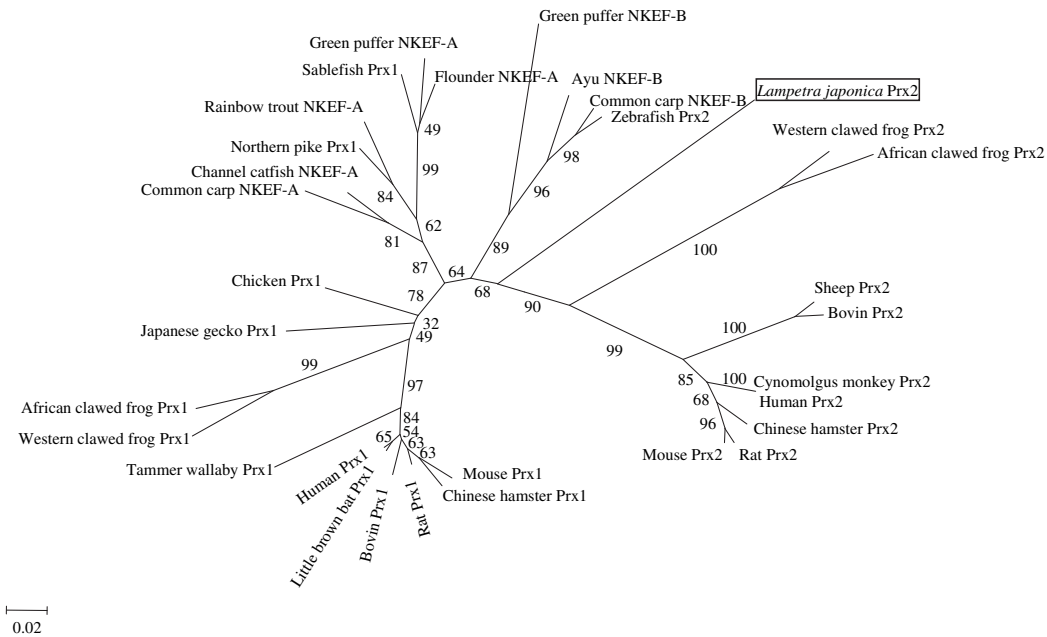 Green puffer NKEF-B
Green puffer NKEF-A
Sablefish Prx1
Flounder NKEF-A
Ayu NKEF-B
Lampetra japonica Prx2
Common carp NKEF-B
Rainbow trout NKEF-A
Zebrafish Prx2
49
Western clawed frog Prx2
Northern pike Prx1
African clawed frog Prx2
98
99
Channel catfish NKEF-A
Common carp NKEF-A
84
96
62
81
89
100
87
64
Chicken Prx1
68
Sheep Prx2
78
90
Bovin Prx2
Japanese gecko Prx1
32
100
49
99
99
85
100
Cynomolgus monkey Prx2
97
68
Human Prx2
African clawed frog Prx1
84
96
Chinese hamster Prx2
Western clawed frog Prx1
65
54
63
63
Mouse Prx2
Rat Prx2
Tammer wallaby Prx1
Mouse Prx1
Human Prx1
Chinese hamster Prx1
Little brown bat Prx1
Bovin Prx1
Rat Prx1
0.02